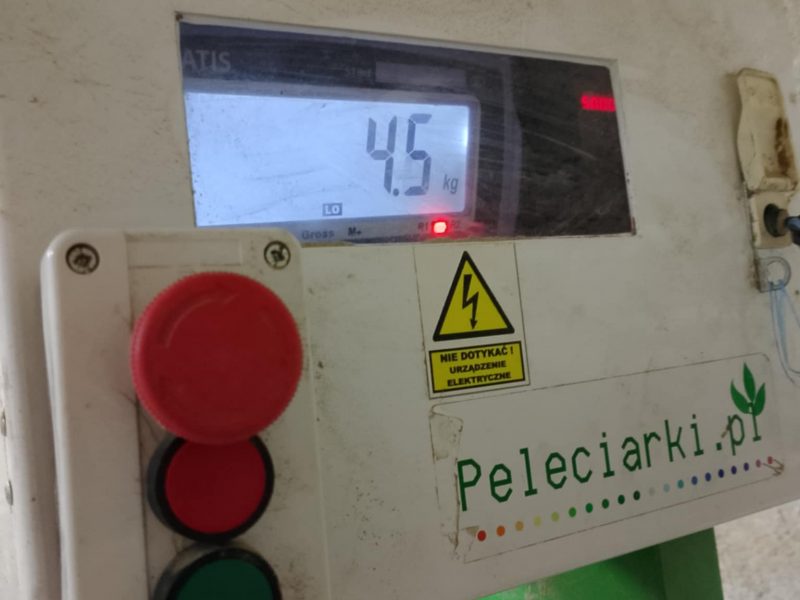 ATIS
4.5 kg
LO
Gross M+
NIE DOTYKAĆ !
URZĄDZENIE
ELEKTRYCZNE
Peleciarki.pl